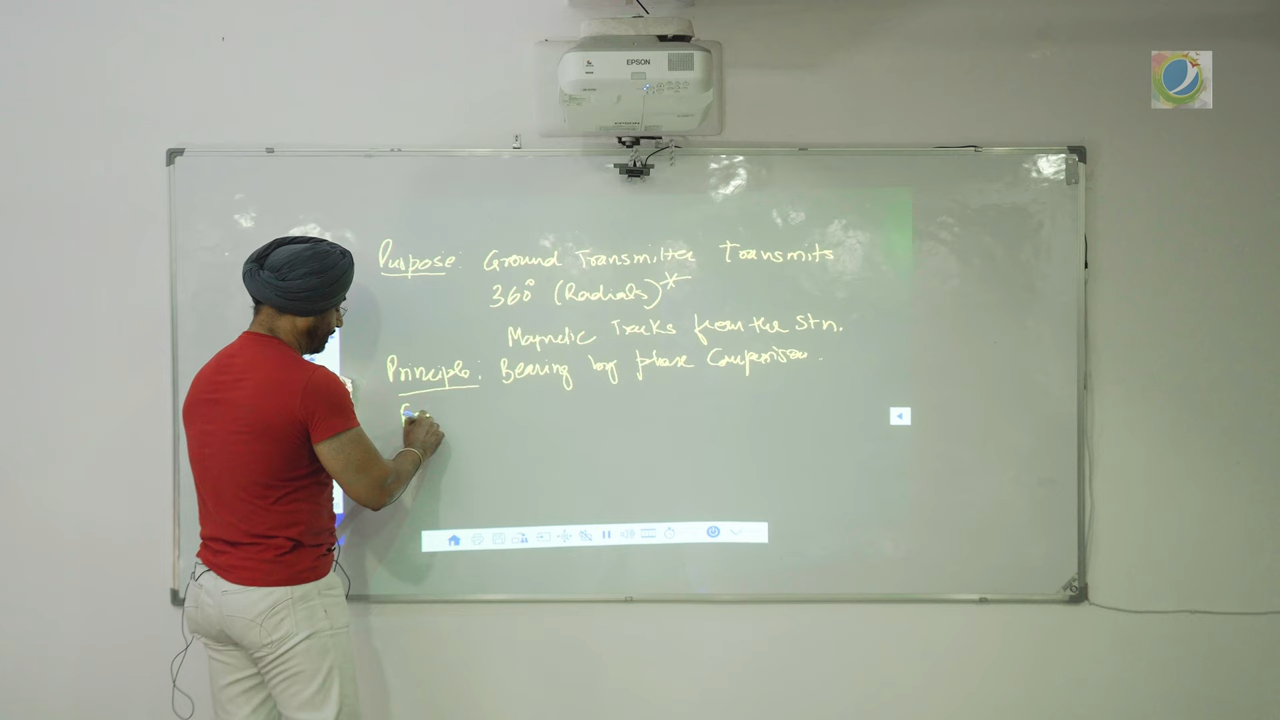 EPSON
Purpose: Ground Transmitter Transmits
360° (Radials)*
Magnetic Tracks from the Stn.
Principle: Bearing by phase Comparison.